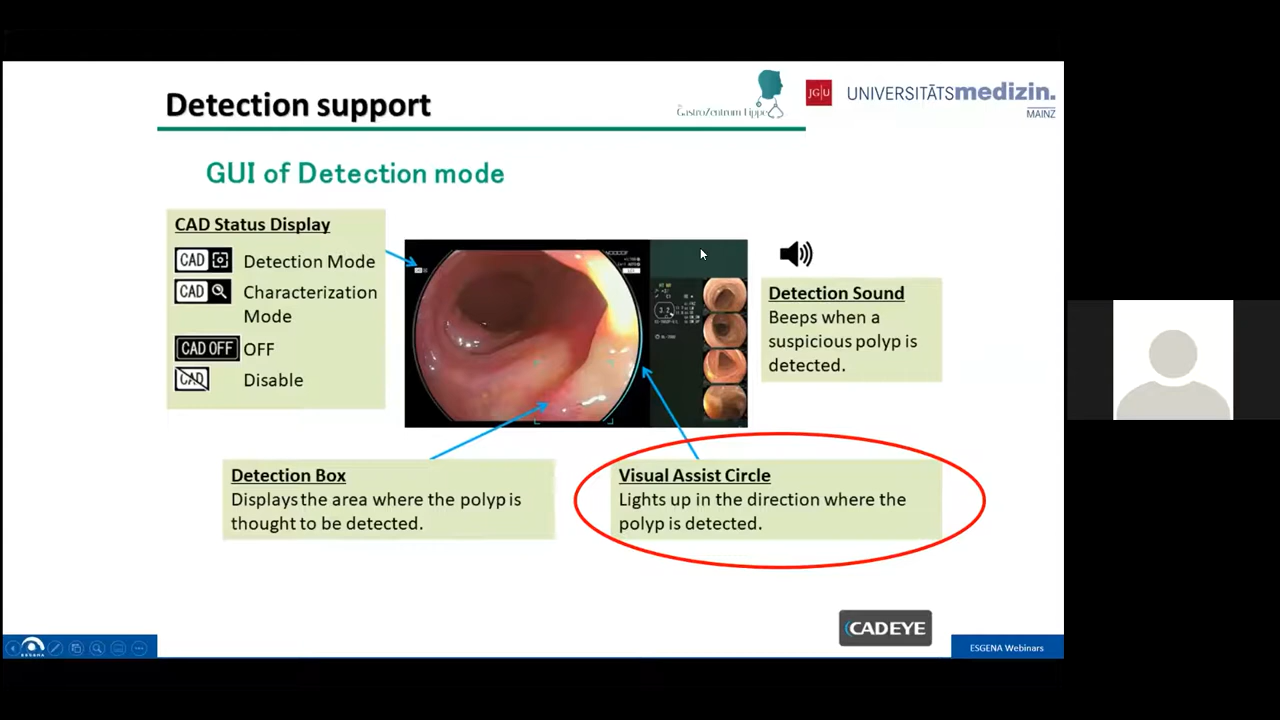 Detection support
GastroZentrum Lippe
JG|U
UNIVERSITÄTSmedizin.
MAINZ
GUI of Detection mode
CAD Status Display
CAD
Detection Mode
CAD
Characterization
Mode
CAD OFF
OFF
CAD
Disable
Detection Sound
Beeps when a
suspicious polyp is
detected.
Detection Box
Displays the area where the polyp is
thought to be detected.
Visual Assist Circle
Lights up in the direction where the
polyp is detected.
CADEYE
ESGENA
ESGENA Webinars